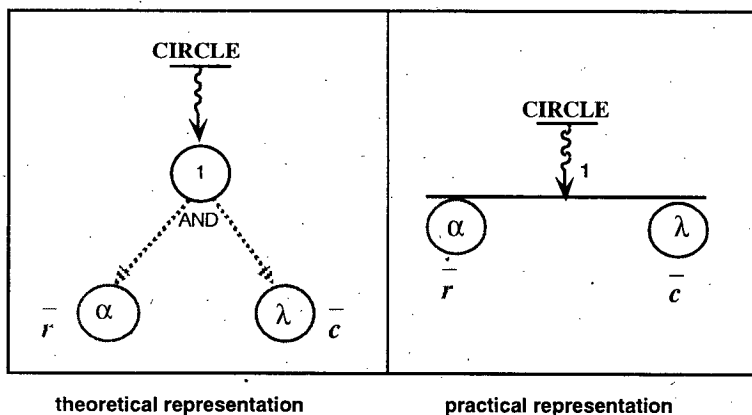 CIRCLE
1
AND
r̅ α λ c̅
theoretical representation
CIRCLE
1
α λ
r̅ c̅
practical representation